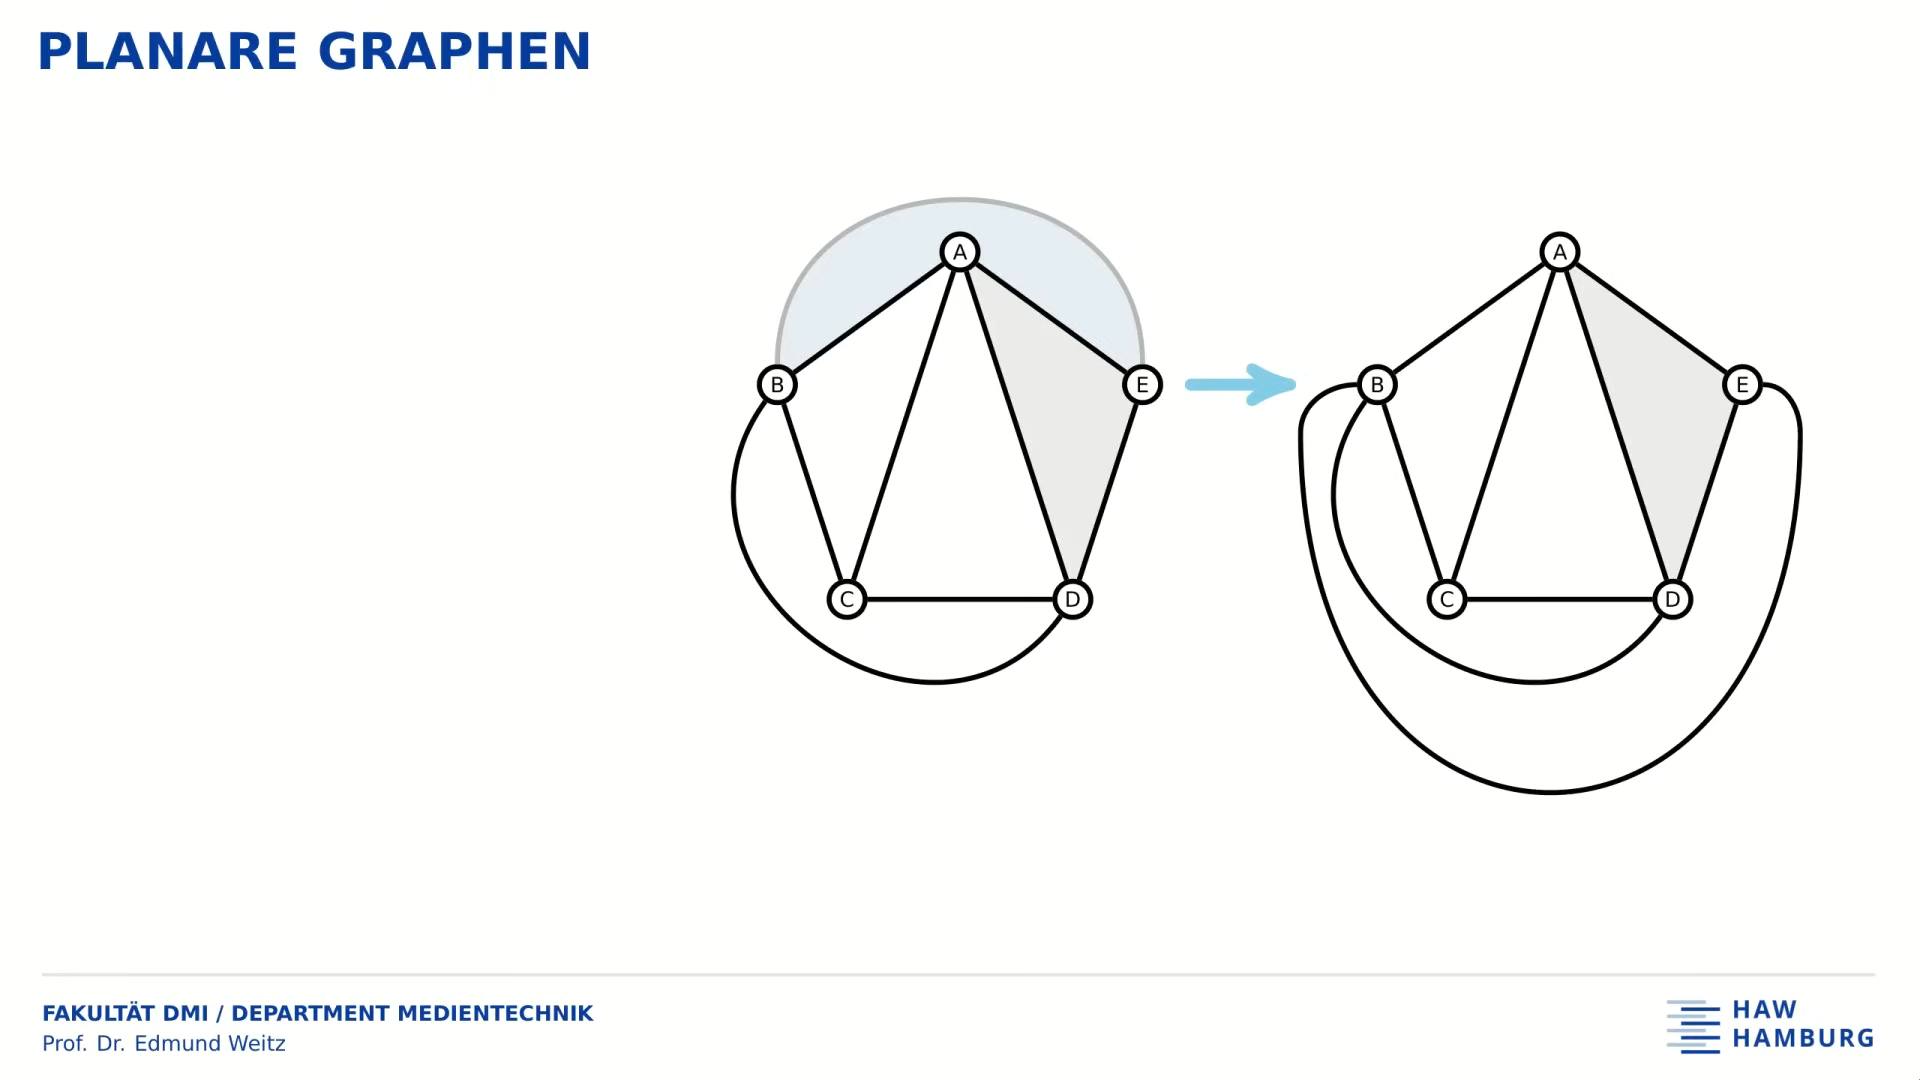 PLANARE GRAPHEN
A
B
E
C
D
A
B
E
C
D
FAKULTÄT DMI / DEPARTMENT MEDIENTECHNIK
Prof. Dr. Edmund Weitz
HAW
HAMBURG